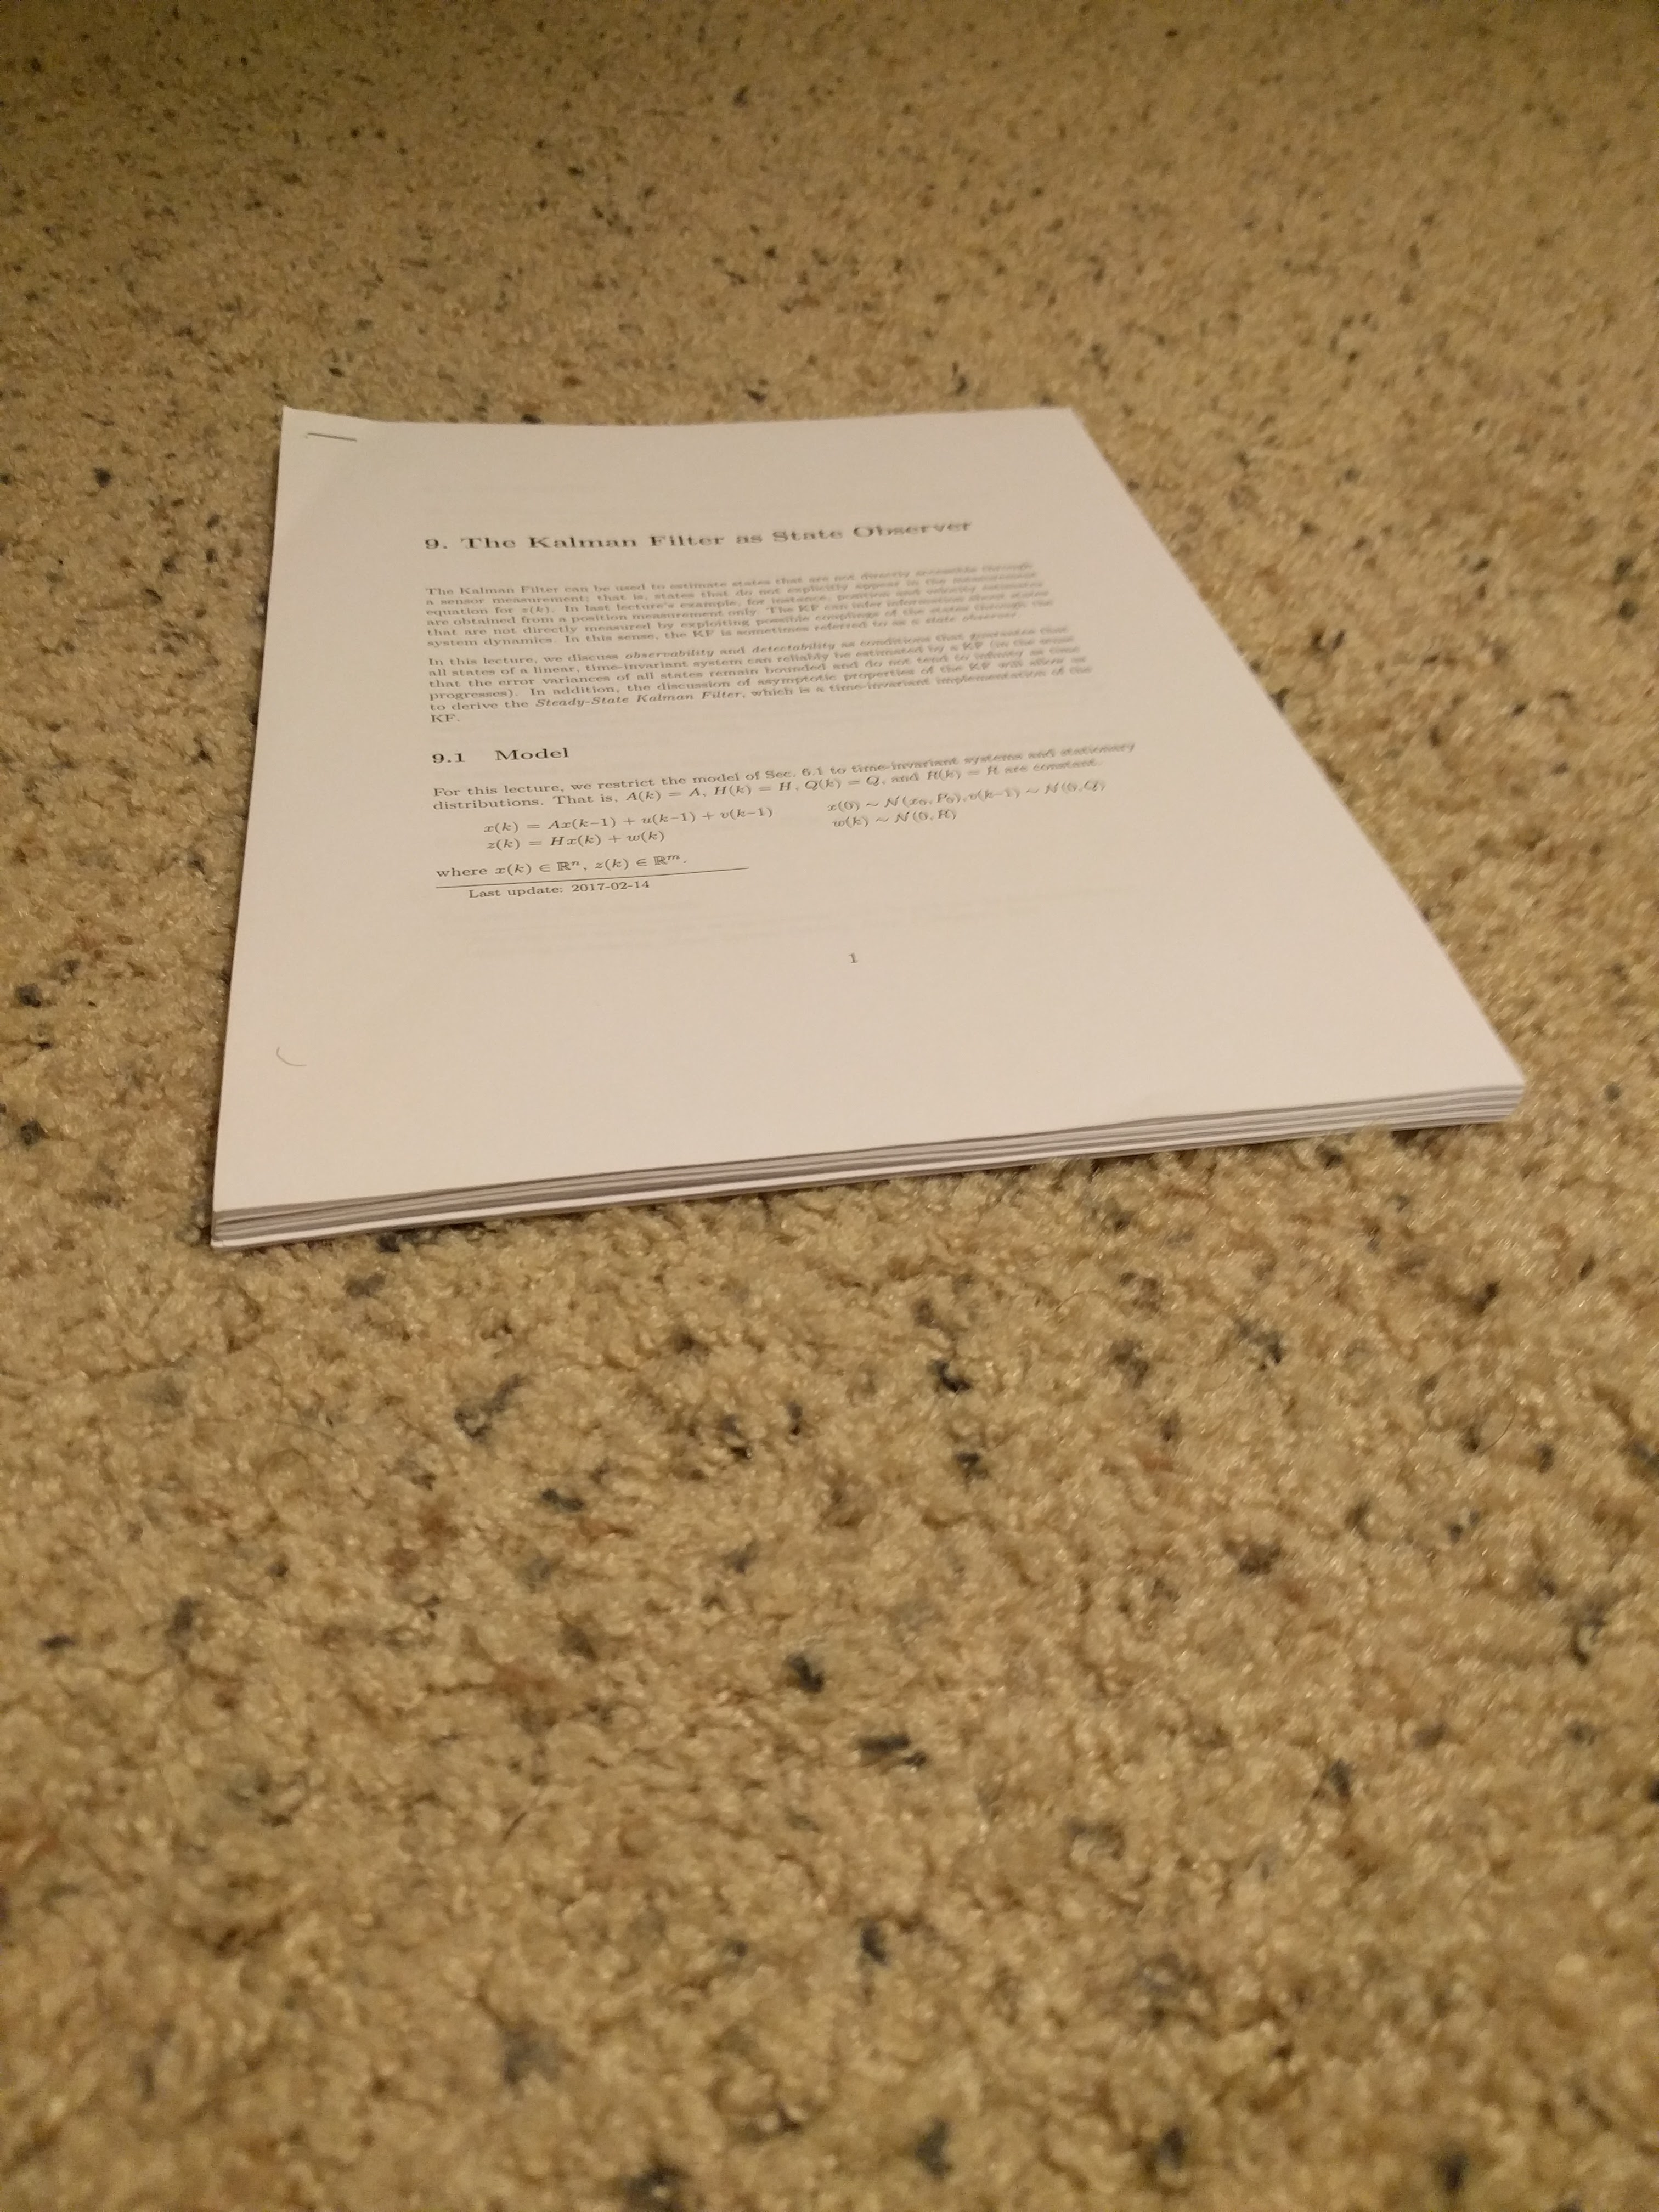 9. The Kalman Filter as State Observer
The Kalman Filter can be used to estimate states that are not directly accessible through
a sensor measurement; that is, states that do not explicitly appear in the measurement
equation for z(k). In last lecture's example, for instance, position and velocity estimates
are obtained from a position measurement only. The KF can infer information about states
that are not directly measured by exploiting possible couplings of the states through the
system dynamics. In this sense, the KF is sometimes referred to as a state observer.
In this lecture, we discuss observability and detectability as conditions that guarantee that
all states of a linear, time-invariant system can reliably be estimated by a KF (in the sense
that the error variances of all states remain bounded and do not tend to infinity as time
progresses). In addition, the discussion of asymptotic properties of the KF will allow us
to derive the Steady-State Kalman Filter, which is a time-invariant implementation of the
KF.
9.1 Model
For this lecture, we restrict the model of Sec. 6.1 to time-invariant systems and stationary
distributions. That is, A(k) = A, H(k) = H, Q(k) = Q, and R(k) = R are constant.
x(k) = Ax(k−1) + u(k−1) + v(k−1) x(0) ∼ N(x₀, P₀), v(k−1) ∼ N(0, Q)
z(k) = Hx(k) + w(k) w(k) ∼ N(0, R)
where x(k) ∈ ℝⁿ, z(k) ∈ ℝᵐ.
Last update: 2017-02-14
1